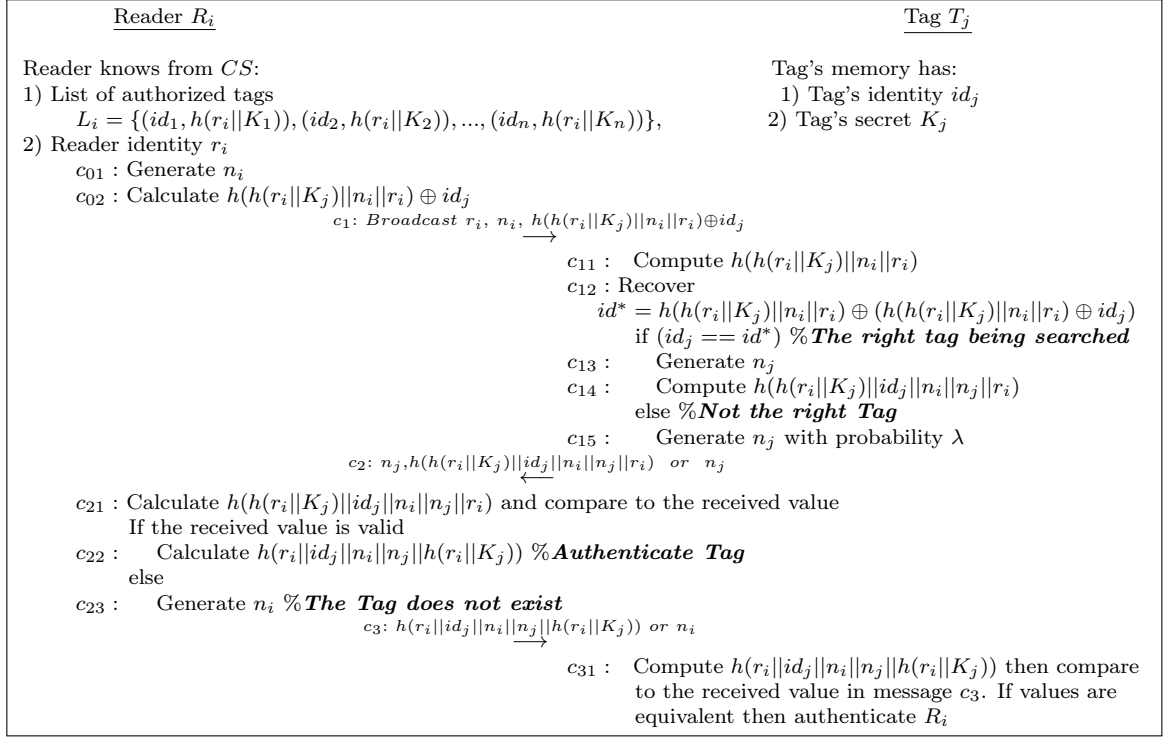 Reader R_i Tag T_j
Reader knows from CS: Tag's memory has:
1) List of authorized tags 1) Tag's identity id_j
L_i = {(id_1, h(r_i||K_1)), (id_2, h(r_i||K_2)), ..., (id_n, h(r_i||K_n))}, 2) Tag's secret K_j
2) Reader identity r_i
c_01 : Generate n_i
c_02 : Calculate h(h(r_i||K_j)||n_i||r_i) ⊕ id_j
c_1: Broadcast r_i, n_i, h(h(r_i||K_j)||n_i||r_i)⊕id_j
⟶
c_11 : Compute h(h(r_i||K_j)||n_i||r_i)
c_12 : Recover
id* = h(h(r_i||K_j)||n_i||r_i) ⊕ (h(h(r_i||K_j)||n_i||r_i) ⊕ id_j)
if (id_j == id*) %The right tag being searched
c_13 : Generate n_j
c_14 : Compute h(h(r_i||K_j)||id_j||n_i||n_j||r_i)
else %Not the right Tag
c_15 : Generate n_j with probability λ
c_2: n_j,h(h(r_i||K_j)||id_j||n_i||n_j||r_i) or n_j
⟵
c_21 : Calculate h(h(r_i||K_j)||id_j||n_i||n_j||r_i) and compare to the received value
If the received value is valid
c_22 : Calculate h(r_i||id_j||n_i||n_j||h(r_i||K_j)) %Authenticate Tag
else
c_23 : Generate n_i %The Tag does not exist
c_3: h(r_i||id_j||n_i||n_j||h(r_i||K_j)) or n_i
⟶
c_31 : Compute h(r_i||id_j||n_i||n_j||h(r_i||K_j)) then compare
to the received value in message c_3. If values are
equivalent then authenticate R_i